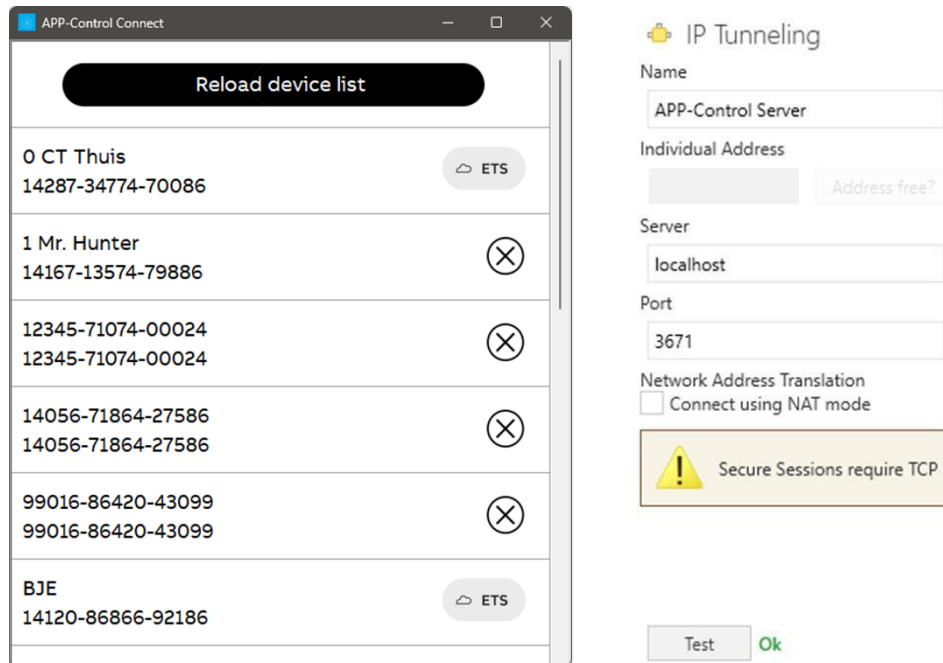 APP-Control Connect
Reload device list
0 CT Thuis
14287-34774-70086
ETS
1 Mr. Hunter
14167-13574-79886
12345-71074-00024
12345-71074-00024
14056-71864-27586
14056-71864-27586
99016-86420-43099
99016-86420-43099
BJE
14120-86866-92186
ETS
IP Tunneling
Name
APP-Control Server
Individual Address
Address free?
Server
localhost
Port
3671
Network Address Translation
Connect using NAT mode
Secure Sessions require TCP
Test Ok